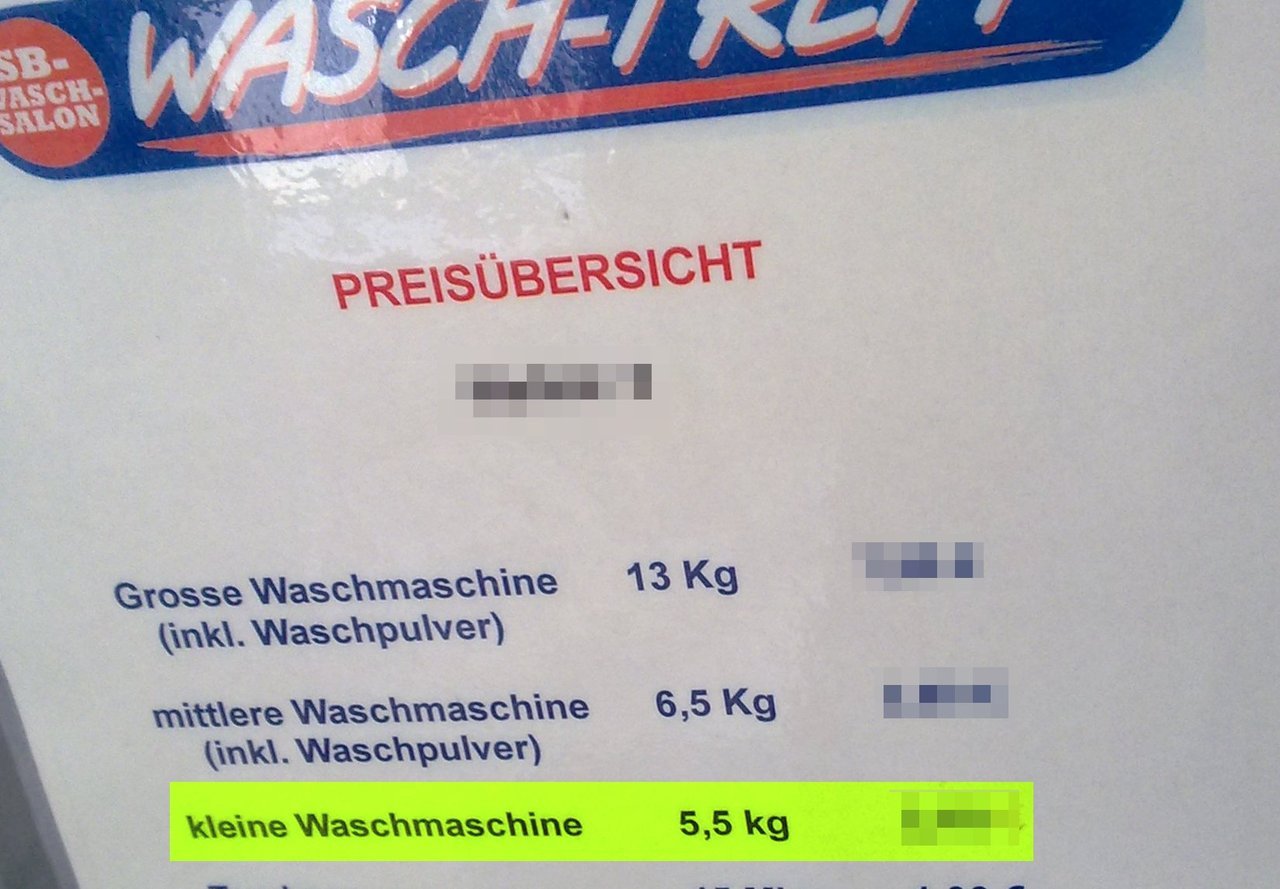 SB-
WASCH-
SALON
WASCH-TREFF
PREISÜBERSICHT
Grosse Waschmaschine 13 Kg
(inkl. Waschpulver)
mittlere Waschmaschine 6,5 Kg
(inkl. Waschpulver)
kleine Waschmaschine 5,5 kg